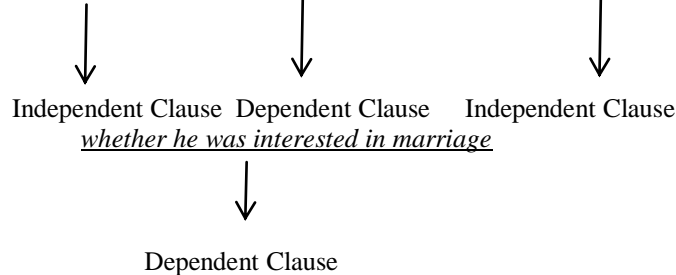 Independent Clause Dependent Clause Independent Clause
whether he was interested in marriage
Dependent Clause